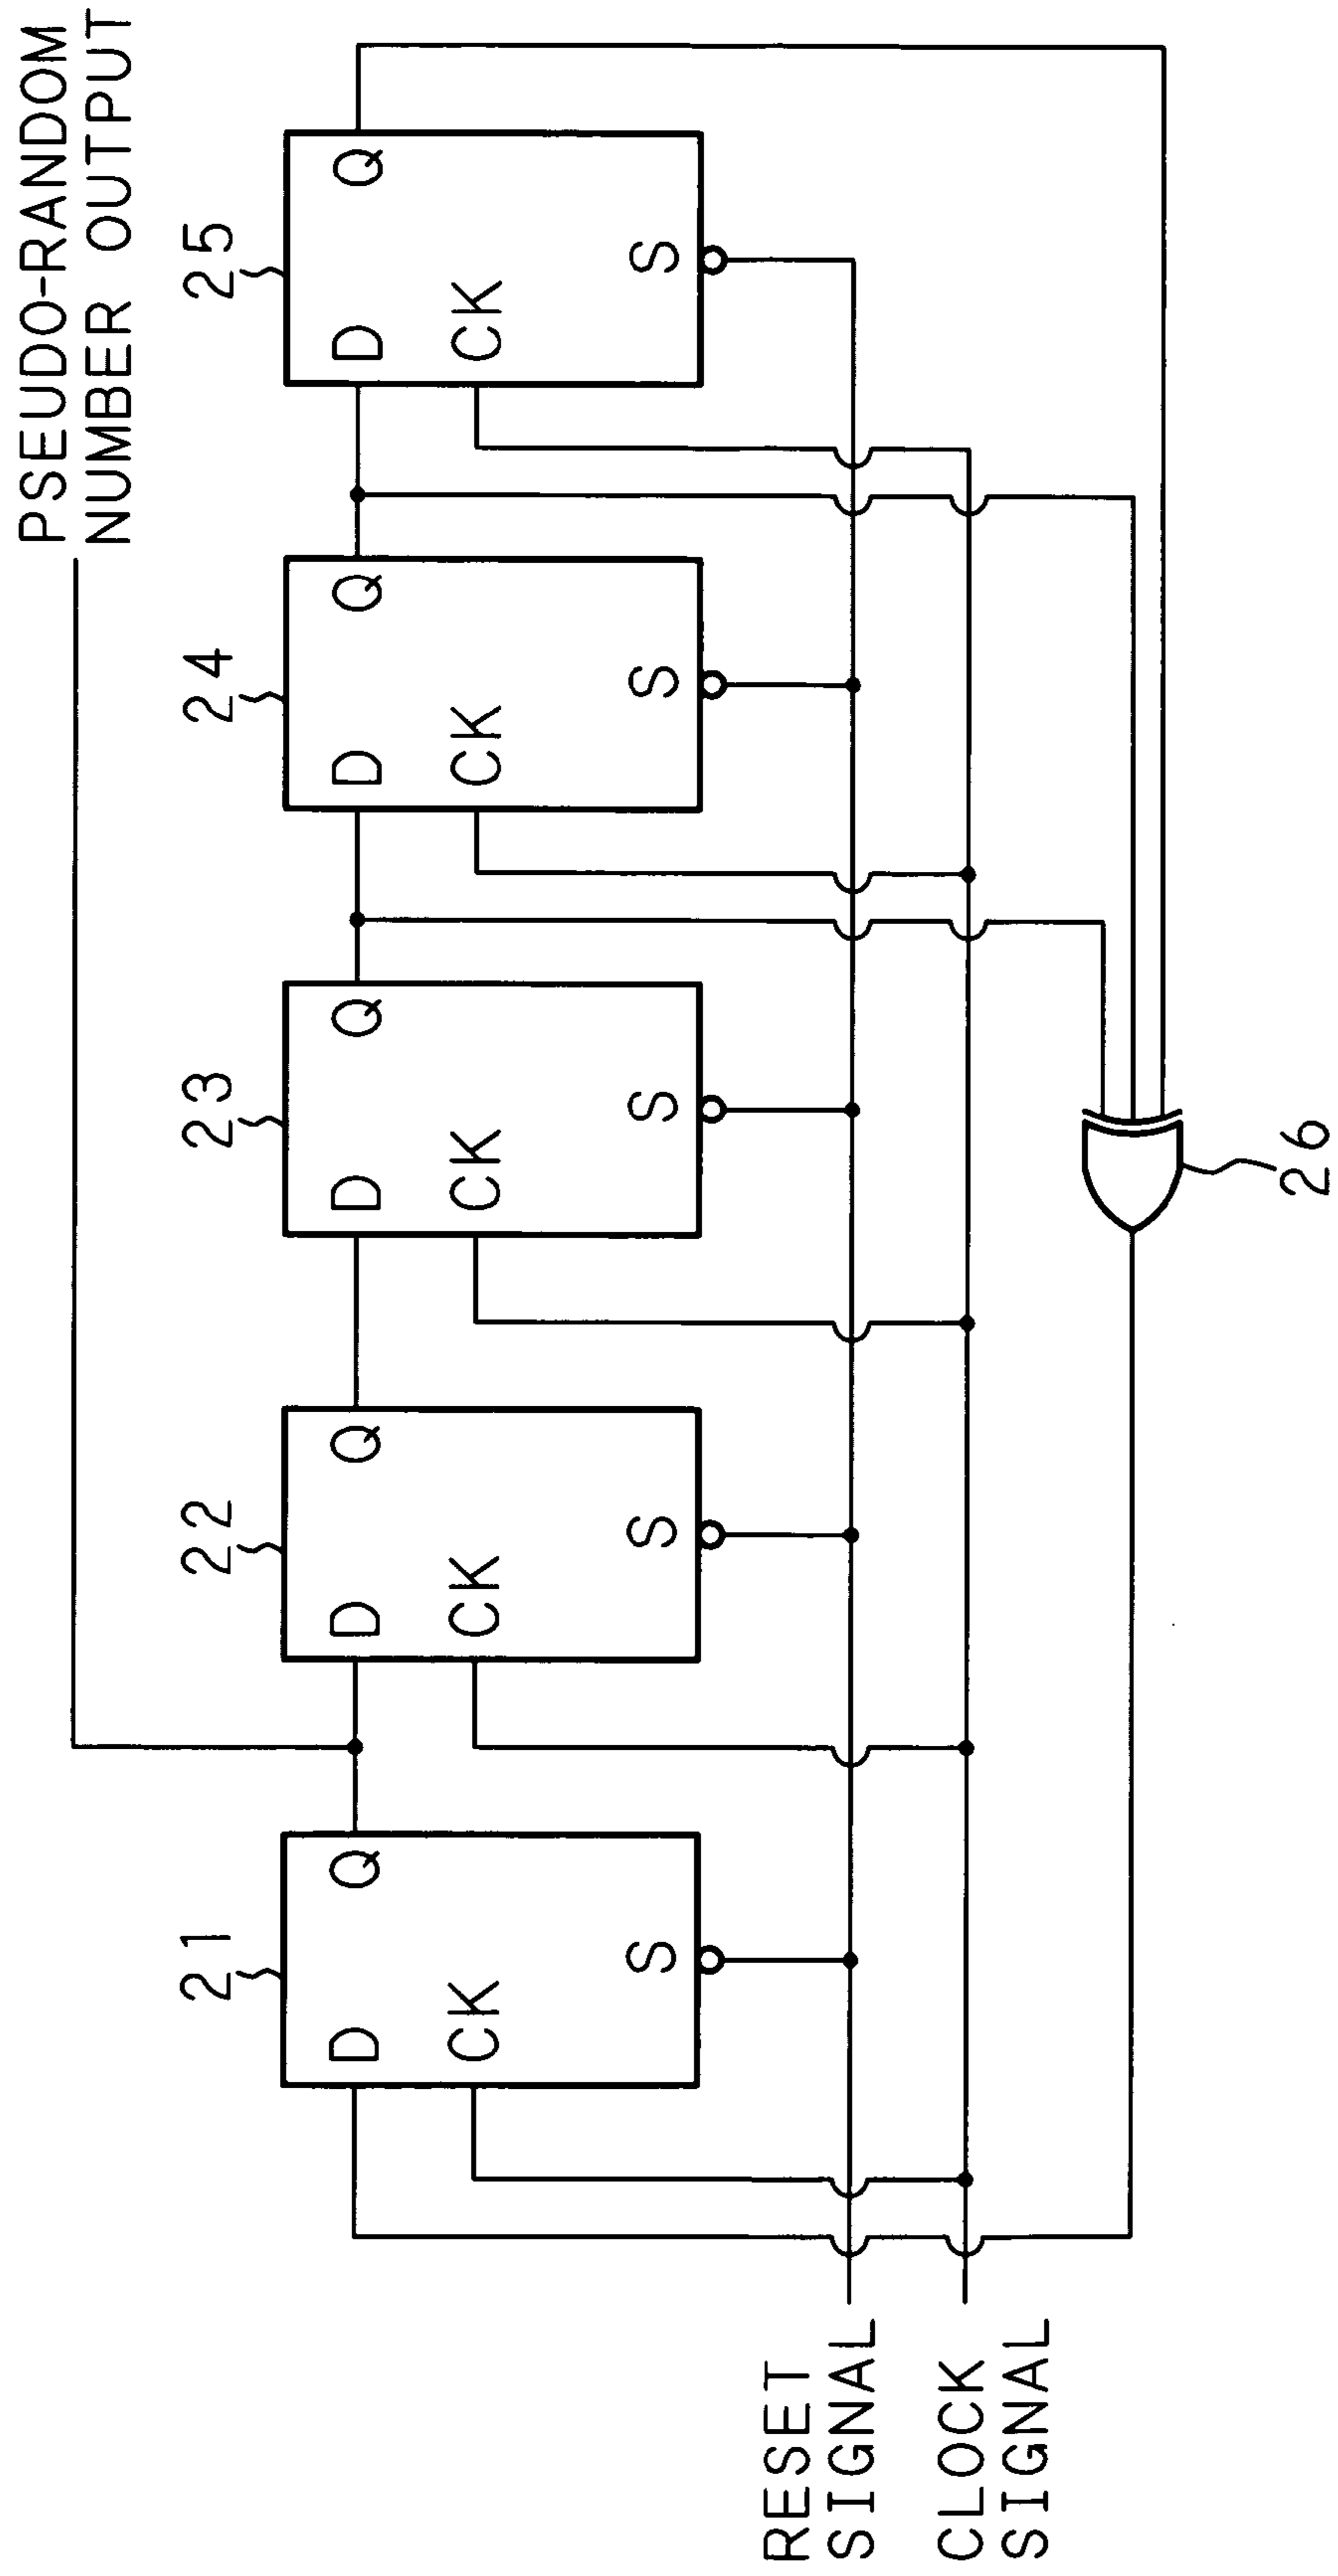 PSEUDO-RANDOM
NUMBER OUTPUT
21
22
23
24
25
D
Q
CK
S
D
Q
CK
S
D
Q
CK
S
D
Q
CK
S
D
Q
CK
S
RESET
SIGNAL
CLOCK
SIGNAL
26